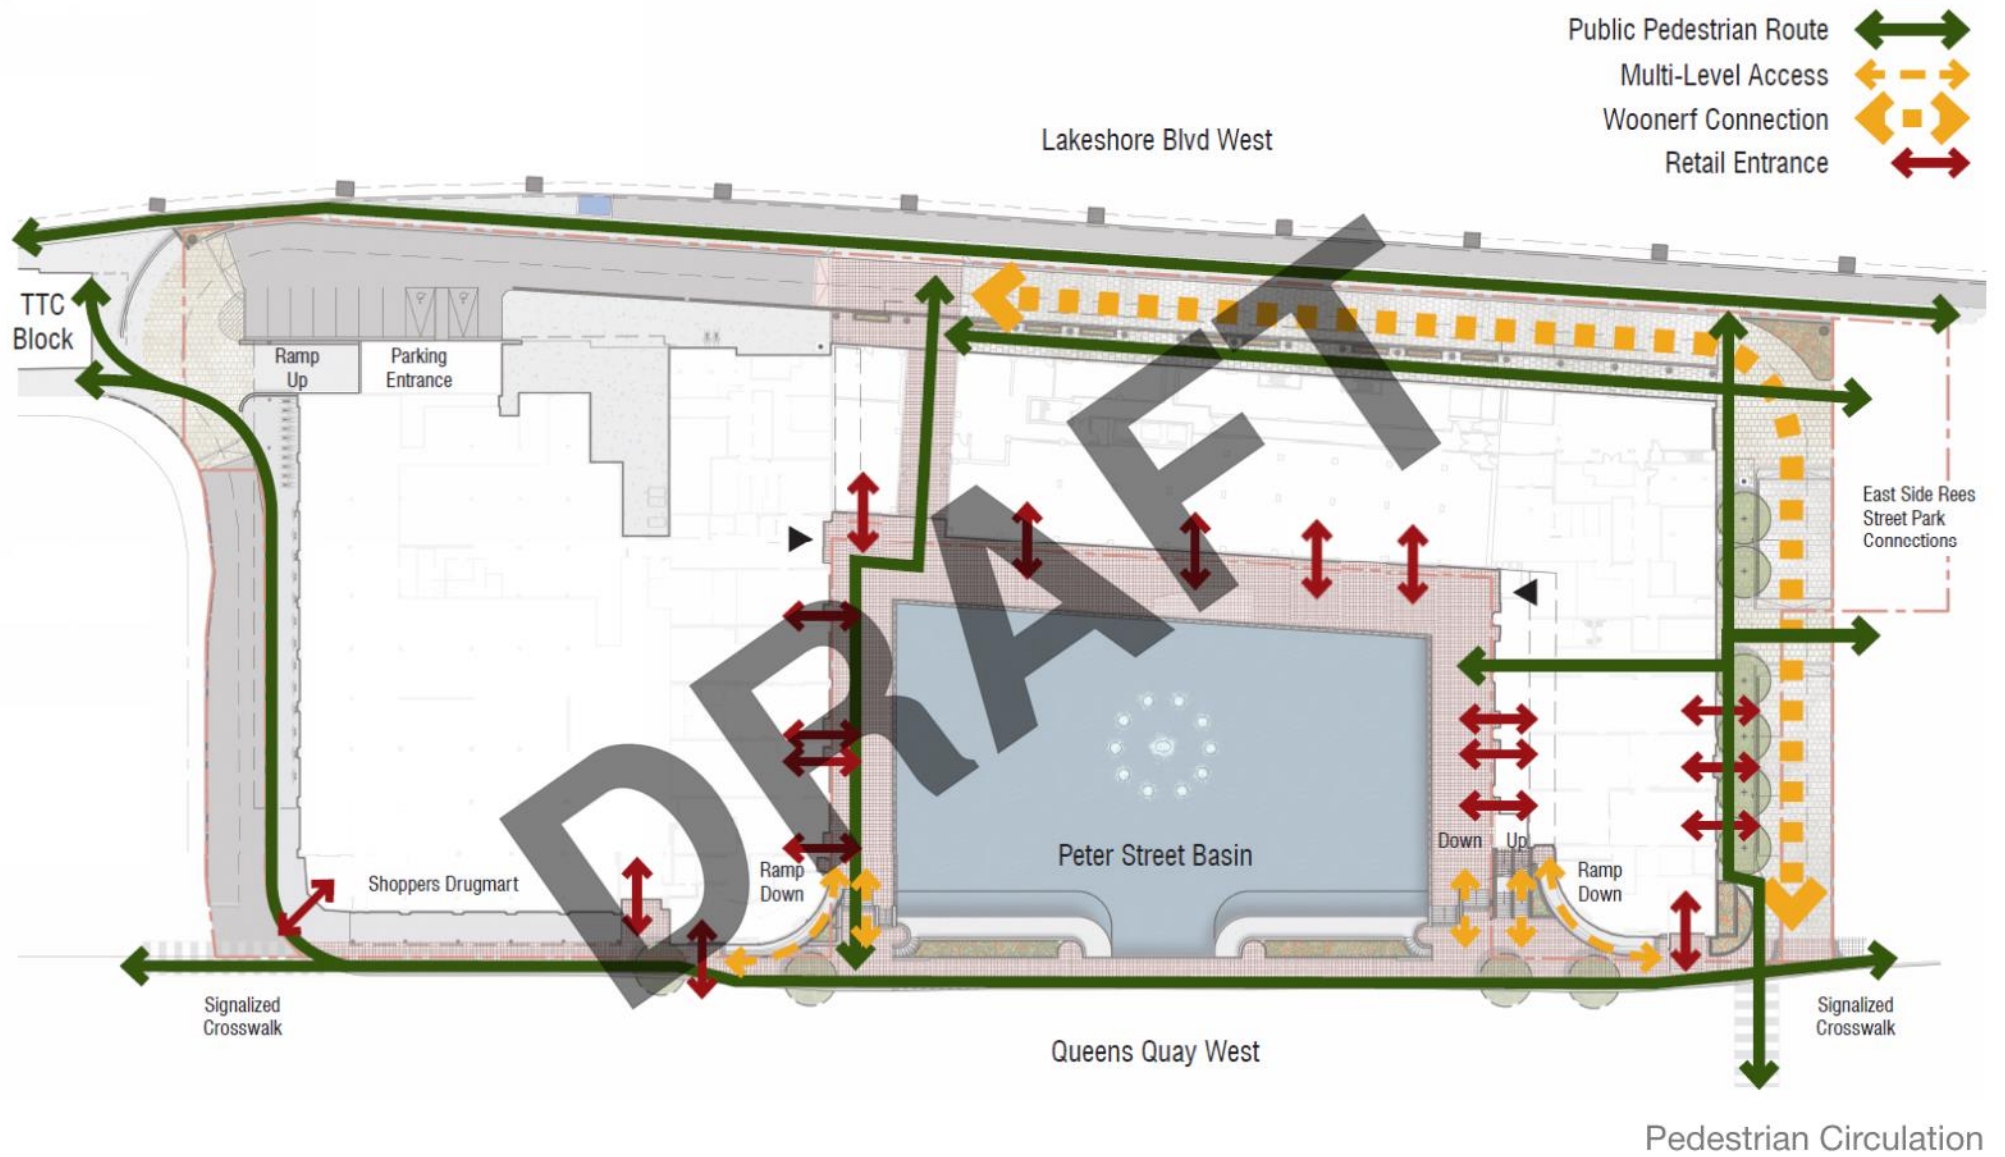 Public Pedestrian Route
Multi-Level Access
Woonerf Connection
Retail Entrance
Lakeshore Blvd West
TTC
Block
Ramp
Up
Parking
Entrance
East Side Rees
Street Park
Connections
DRAFT
Peter Street Basin
Down
Up
Ramp
Down
Ramp
Down
Shoppers Drugmart
Signalized
Crosswalk
Signalized
Crosswalk
Queens Quay West
Pedestrian Circulation